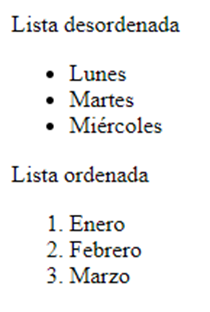 Lista desordenada
• Lunes
• Martes
• Miércoles
Lista ordenada
1. Enero
2. Febrero
3. Marzo